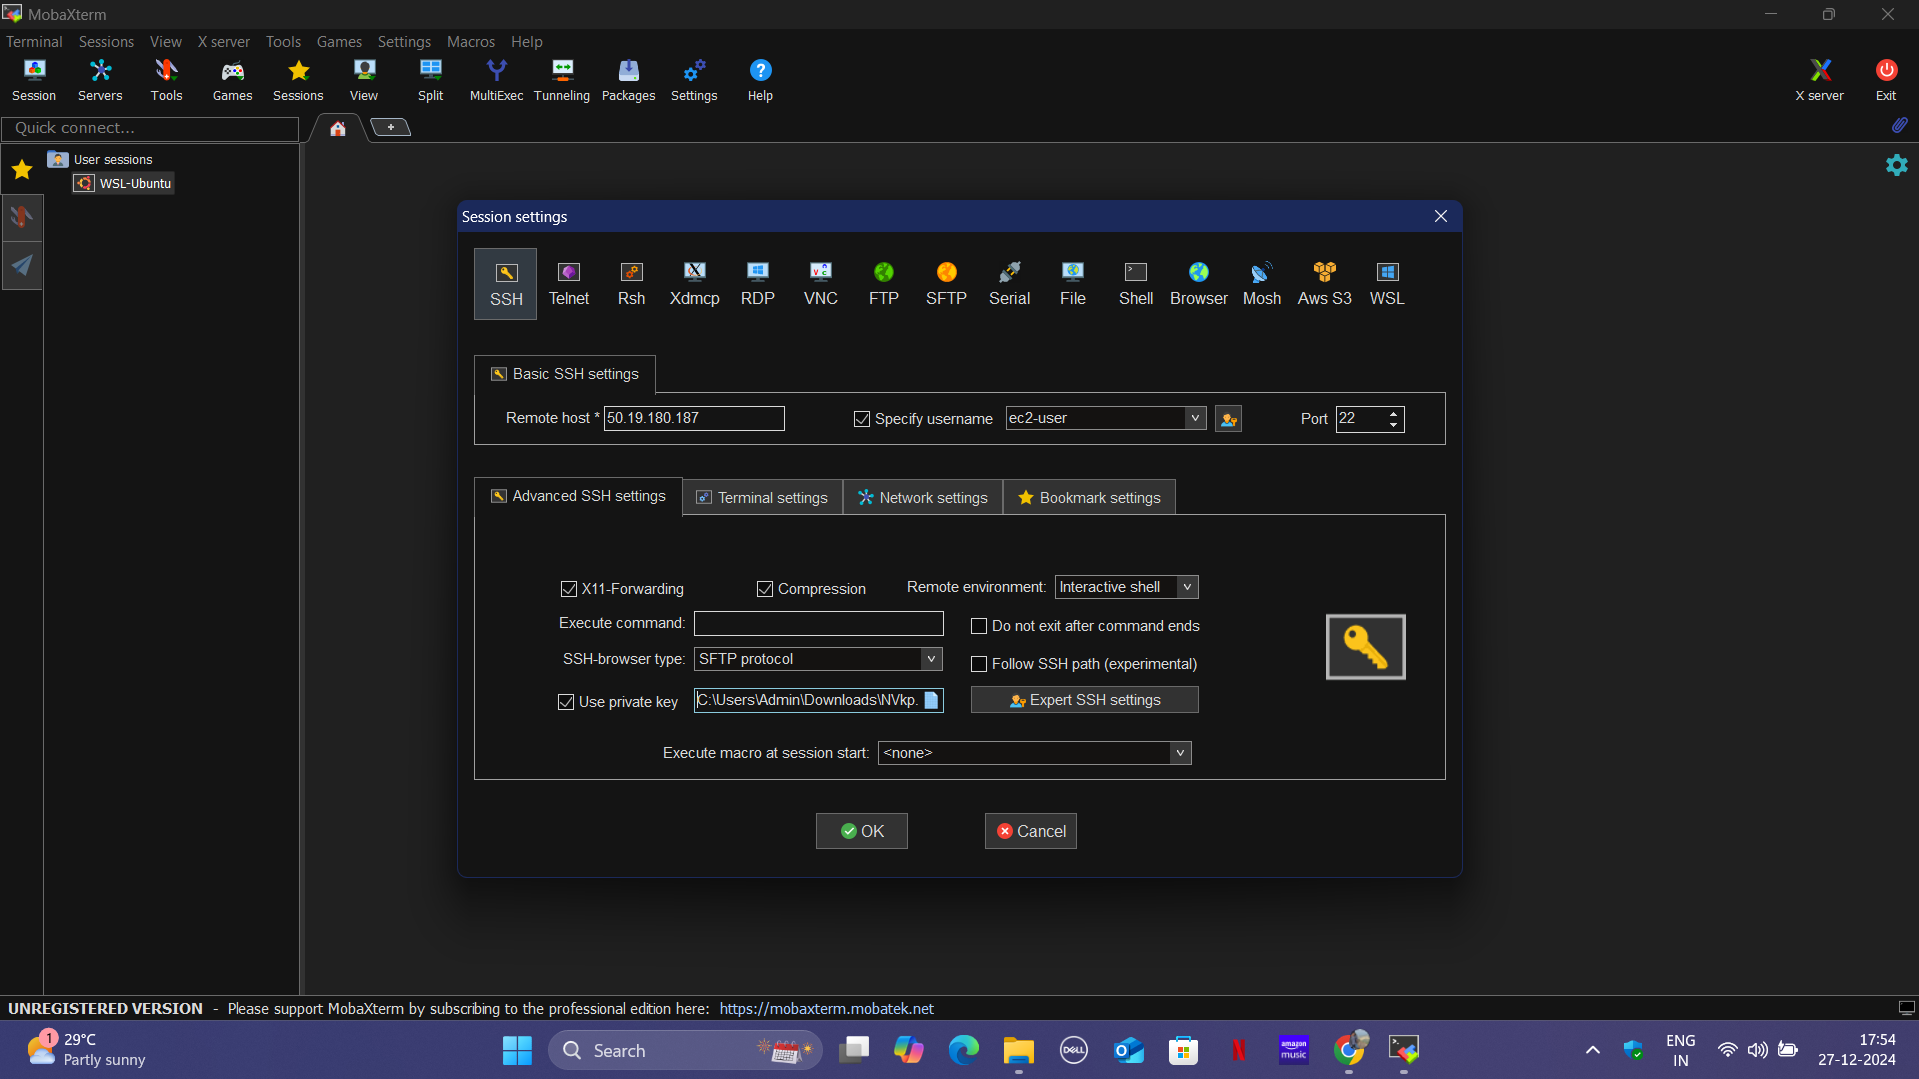 MobaXterm
Terminal Sessions View X server Tools Games Settings Macros Help
Session Servers Tools Games Sessions View Split MultiExec Tunneling Packages Settings Help X server Exit
Quick connect...
+
User sessions
WSL-Ubuntu
Session settings
SSH Telnet Rsh Xdmcp RDP VNC FTP SFTP Serial File Shell Browser Mosh Aws S3 WSL
Basic SSH settings
Remote host * 50.19.180.187 Specify username ec2-user Port 22
Advanced SSH settings Terminal settings Network settings Bookmark settings
X11-Forwarding Compression Remote environment: Interactive shell
Execute command: Do not exit after command ends
SSH-browser type: SFTP protocol Follow SSH path (experimental)
Use private key C:\Users\Admin\Downloads\NVkp. Expert SSH settings
Execute macro at session start: <none>
OK Cancel
UNREGISTERED VERSION - Please support MobaXterm by subscribing to the professional edition here: https://mobaxterm.mobatek.net
1 29°C
Partly sunny
Search
DELL
amazon music
ENG
IN
17:54
27-12-2024